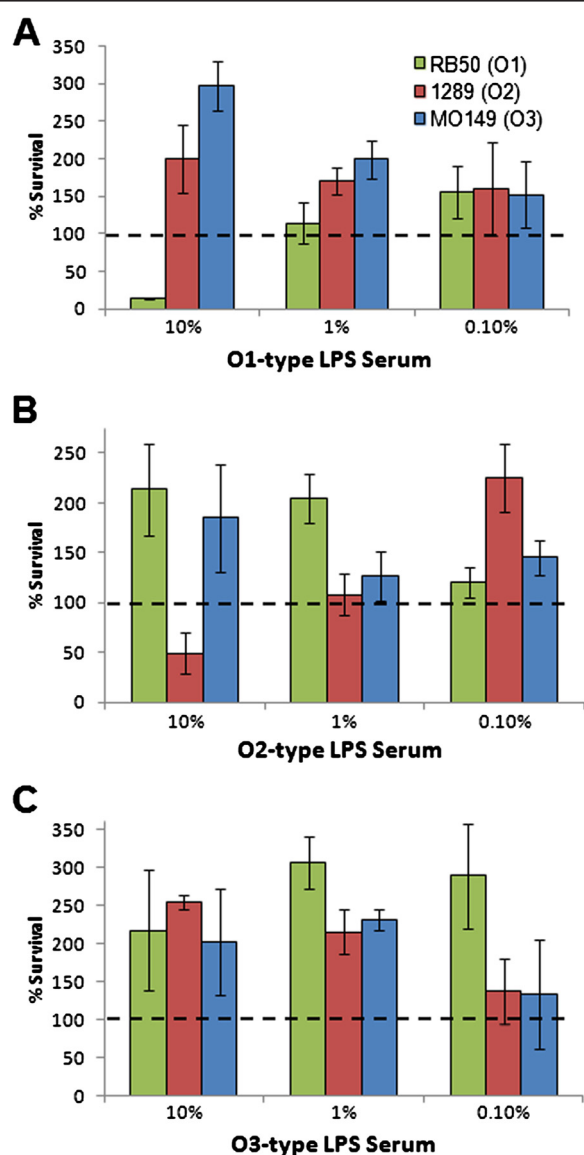 A
350
300
250
200
150
100
50
0
% Survival
RB50 (O1)
1289 (O2)
MO149 (O3)
10% 1% 0.10%
O1-type LPS Serum
B
250
200
150
100
50
0
% Survival
10% 1% 0.10%
O2-type LPS Serum
C
350
300
250
200
150
100
50
0
% Survival
10% 1% 0.10%
O3-type LPS Serum